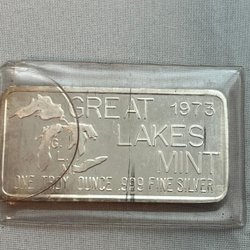 GREAT 1973
LAKES
MINT
G.
L.
ONE TROY OUNCE .999 FINE SILVER